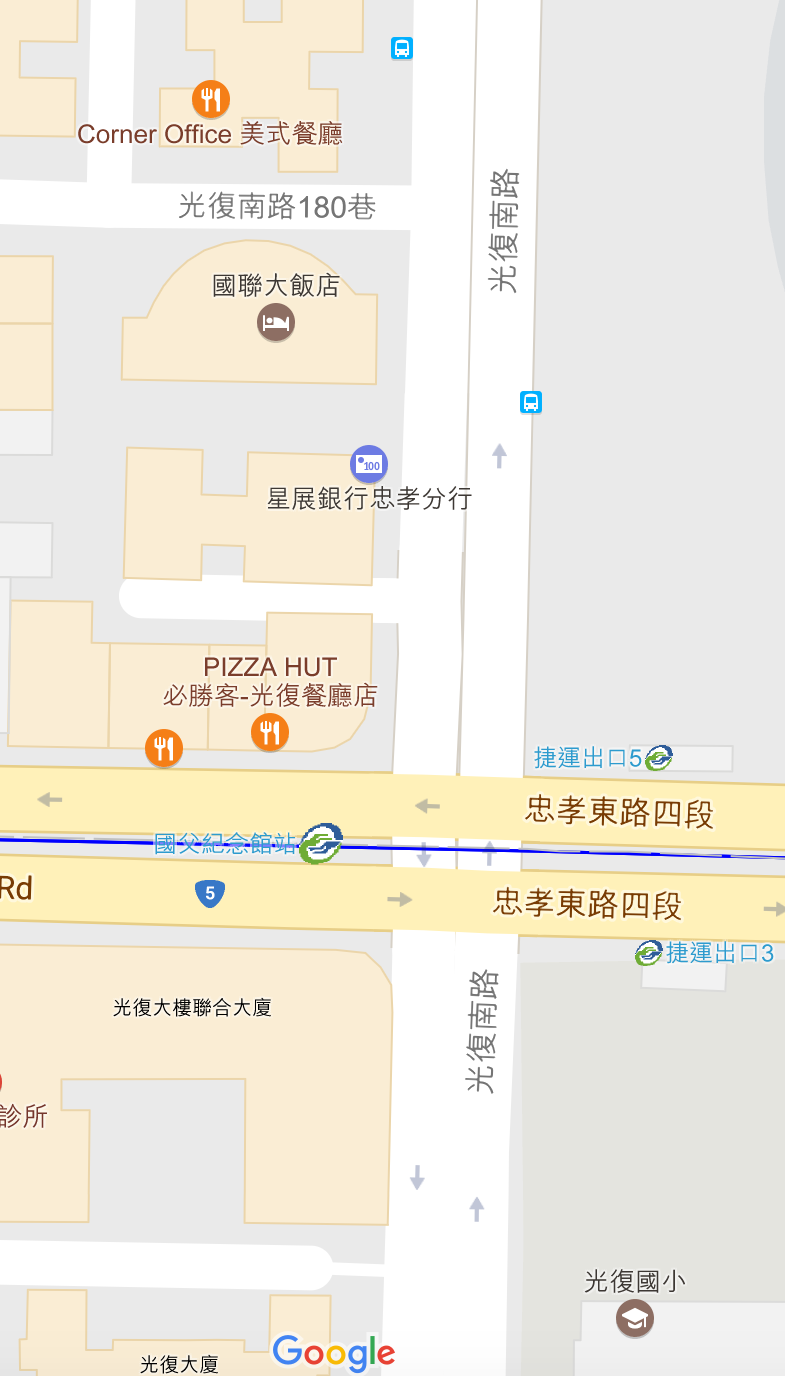 Corner Office 美式餐廳
光復南路180巷
光復南路
國聯大飯店
100
星展銀行忠孝分行
PIZZA HUT
必勝客-光復餐廳店
捷運出口5
忠孝東路四段
國父紀念館站
Rd
5
忠孝東路四段
捷運出口3
光復大樓聯合大廈
光復南路
診所
光復國小
Google
光復大廈